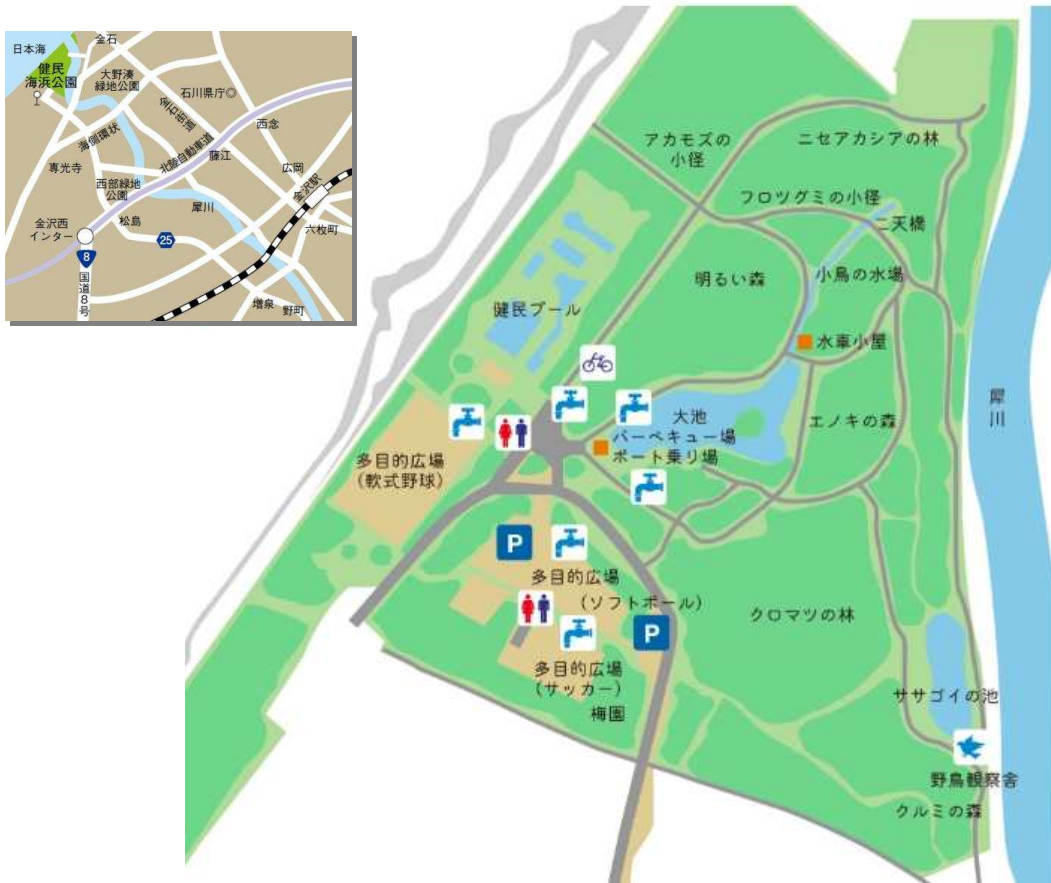 日本海
金石
健民
海浜公園
大野湊
緑地公園
石川県庁◎
金石街道
西念
海側環状
北陸自動車道
藤江
専光寺
広岡
金沢駅
西部緑地
公園
犀川
金沢西
インター
松島
六枚町
25
8
国道8号
増泉
野町
アカモズの
小径
ニセアカシアの林
フロツグミの小径
二天橋
明るい森
小鳥の水場
健民プール
水車小屋
犀川
大池
エノキの森
バーベキュー場
ボート乗り場
多目的広場
(軟式野球)
P
多目的広場
(ソフトボール)
P
クロマツの林
多目的広場
(サッカー)
梅園
ササゴイの池
野鳥観察舎
クルミの森